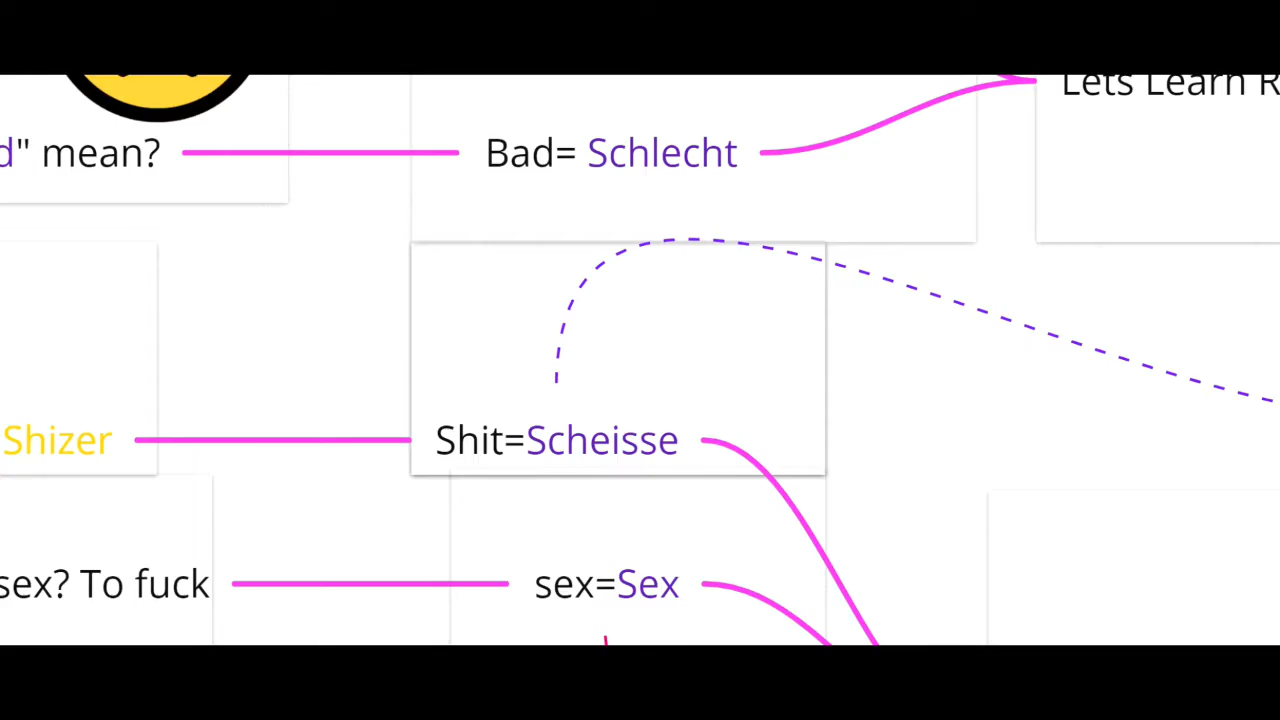 Lets Learn R
d" mean?
Bad= Schlecht
Shizer
Shit=Scheisse
sex? To fuck
sex=Sex